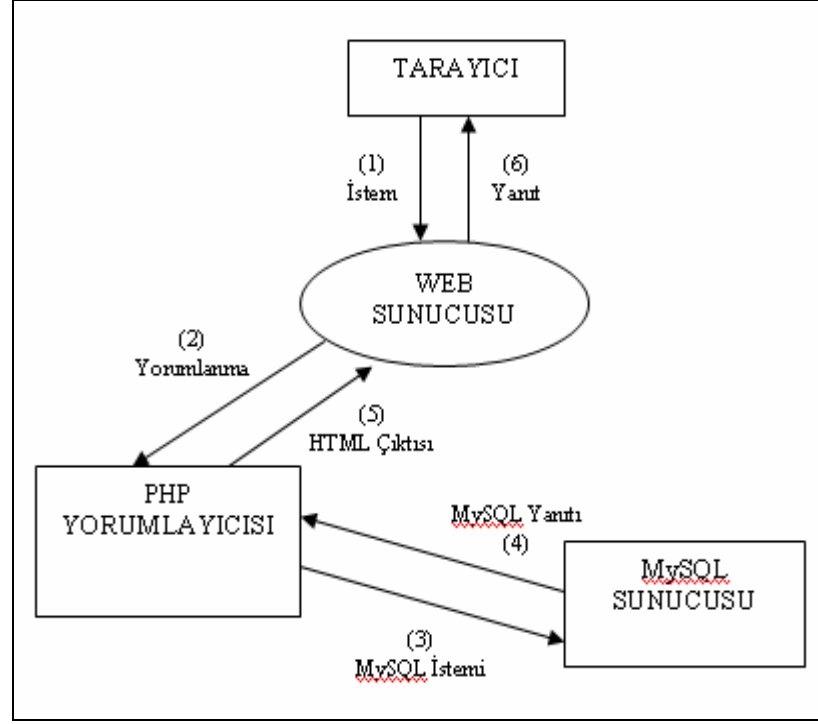 TARAYICI
(1)
İstem
(6)
Yanıt
WEB
SUNUCUSU
(2)
Yorumlanma
(5)
HTML Çıktısı
PHP
YORUMLAYICISI
MySQL Yanıtı
(4)
MySQL
SUNUCUSU
(3)
MySQL İstemi